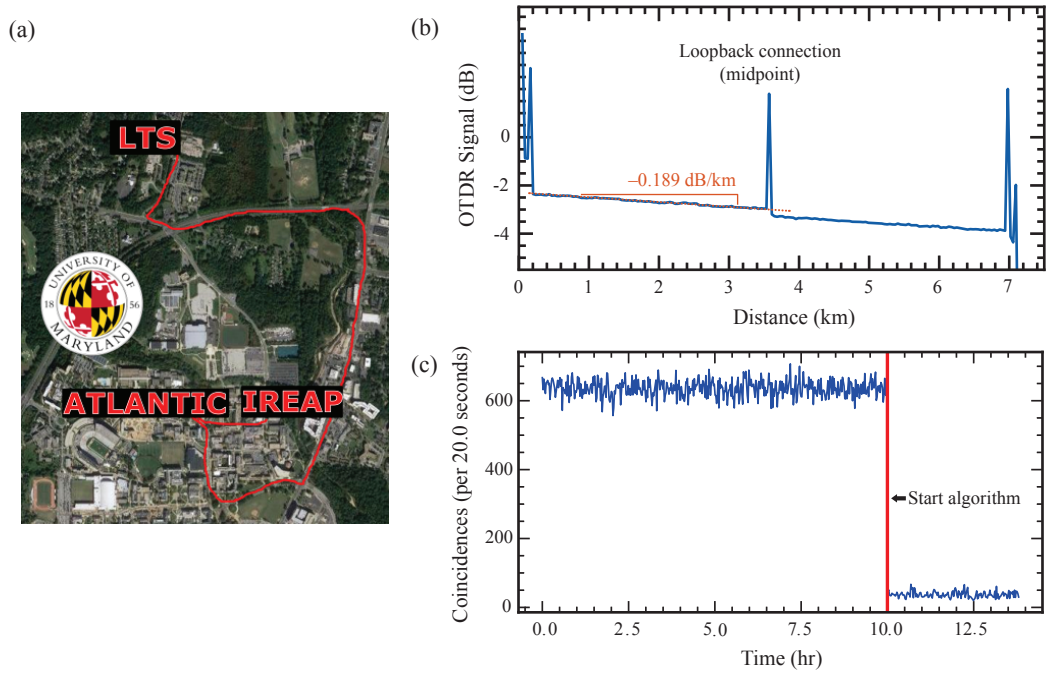 (a)
LTS
UNIVERSITY OF
18 56
MARYLAND
ATLANTIC IREAP
(b)
Loopback connection
(midpoint)
−0.189 dB/km
OTDR Signal (dB)
0
-2
-4
0 1 2 3 4 5 6 7
Distance (km)
(c)
Start algorithm
Coincidences (per 20.0 seconds)
600
400
200
0
0.0 2.5 5.0 7.5 10.0 12.5
Time (hr)